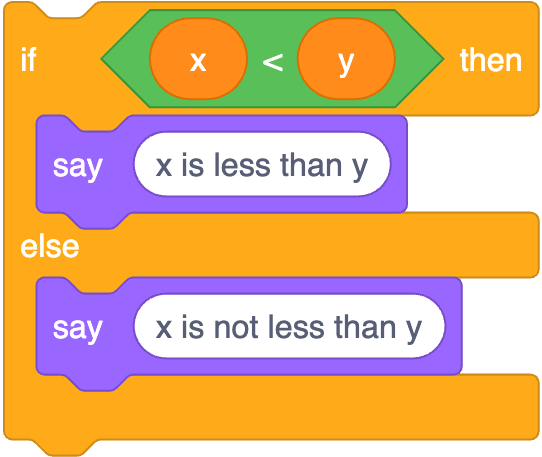 if x < y then
say x is less than y
else
say x is not less than y